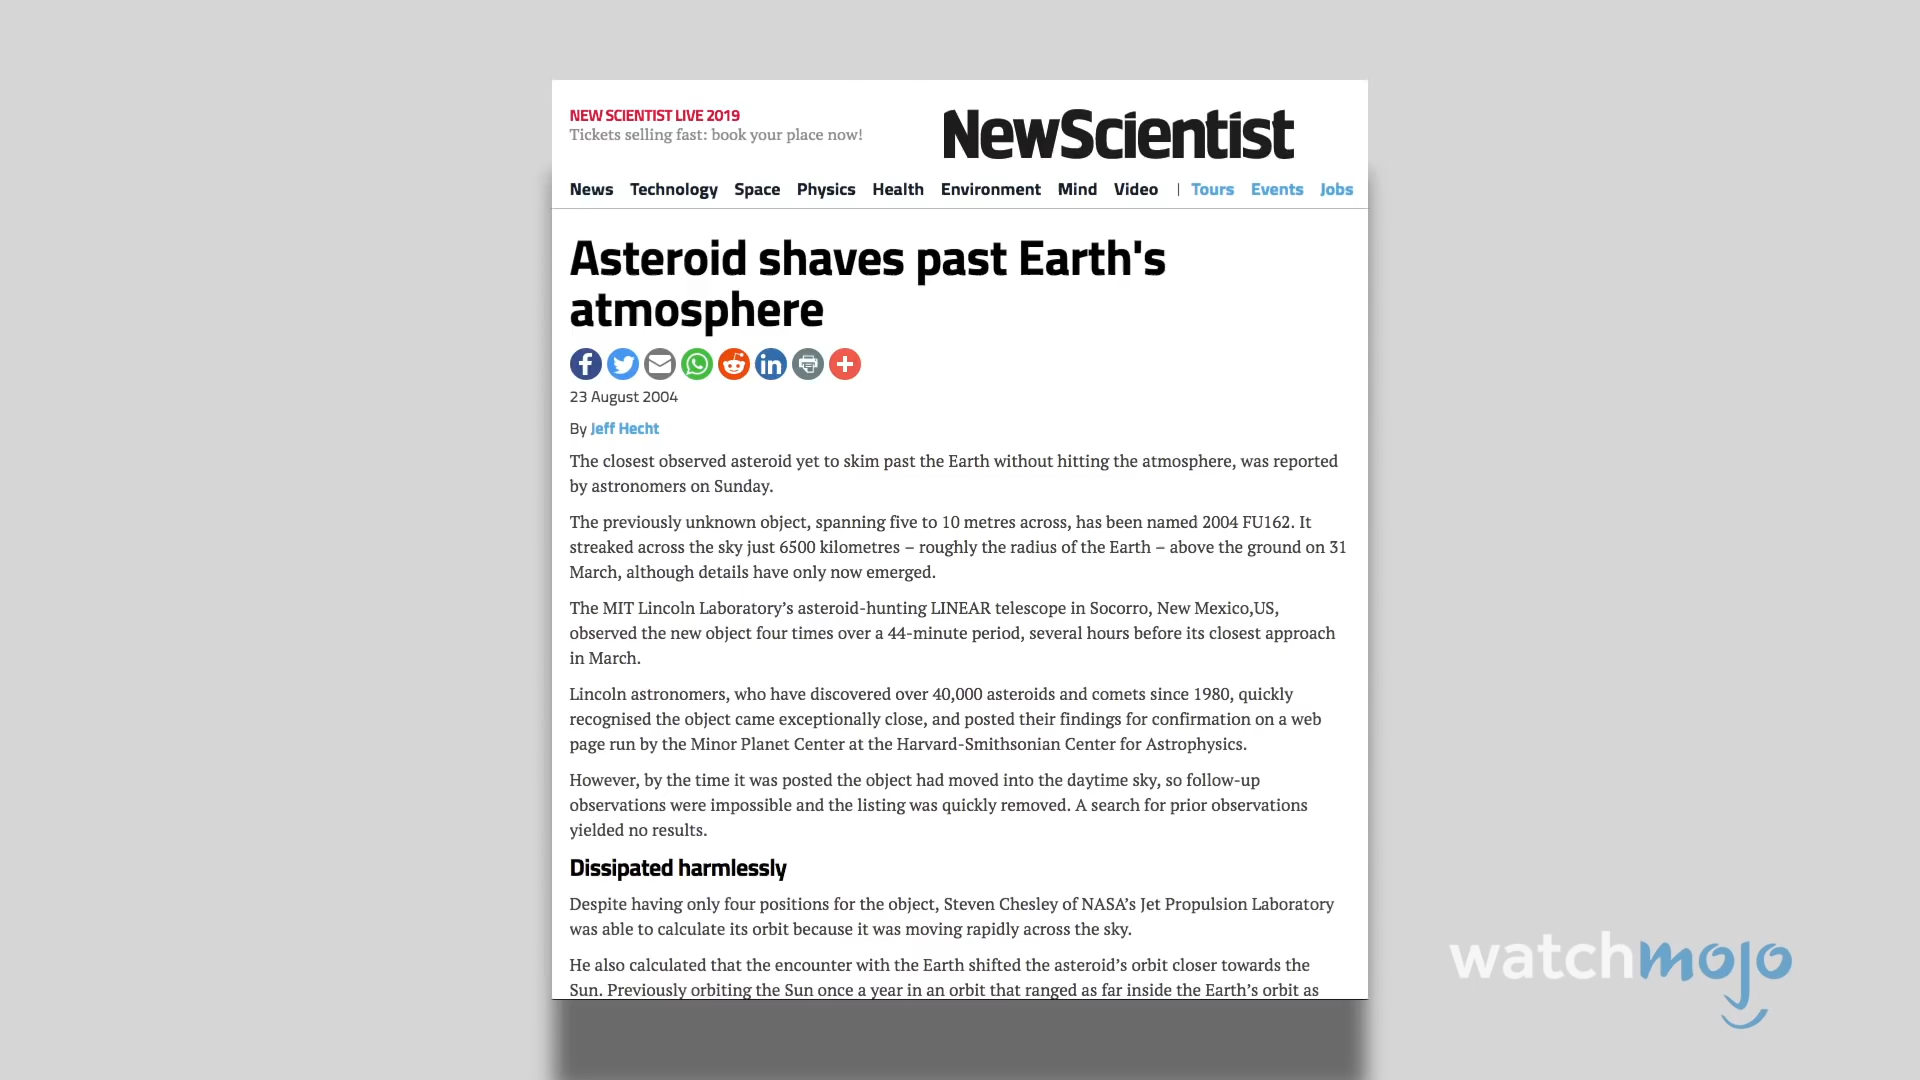 NEW SCIENTIST LIVE 2019
Tickets selling fast: book your place now!
NewScientist
News Technology Space Physics Health Environment Mind Video | Tours Events Jobs
Asteroid shaves past Earth's
atmosphere
23 August 2004
By Jeff Hecht
The closest observed asteroid yet to skim past the Earth without hitting the atmosphere, was reported
by astronomers on Sunday.
The previously unknown object, spanning five to 10 metres across, has been named 2004 FU162. It
streaked across the sky just 6500 kilometres – roughly the radius of the Earth – above the ground on 31
March, although details have only now emerged.
The MIT Lincoln Laboratory’s asteroid-hunting LINEAR telescope in Socorro, New Mexico,US,
observed the new object four times over a 44-minute period, several hours before its closest approach
in March.
Lincoln astronomers, who have discovered over 40,000 asteroids and comets since 1980, quickly
recognised the object came exceptionally close, and posted their findings for confirmation on a web
page run by the Minor Planet Center at the Harvard-Smithsonian Center for Astrophysics.
However, by the time it was posted the object had moved into the daytime sky, so follow-up
observations were impossible and the listing was quickly removed. A search for prior observations
yielded no results.
Dissipated harmlessly
Despite having only four positions for the object, Steven Chesley of NASA’s Jet Propulsion Laboratory
was able to calculate its orbit because it was moving rapidly across the sky.
He also calculated that the encounter with the Earth shifted the asteroid’s orbit closer towards the
Sun. Previously orbiting the Sun once a year in an orbit that ranged as far inside the Earth’s orbit as
watchmojo